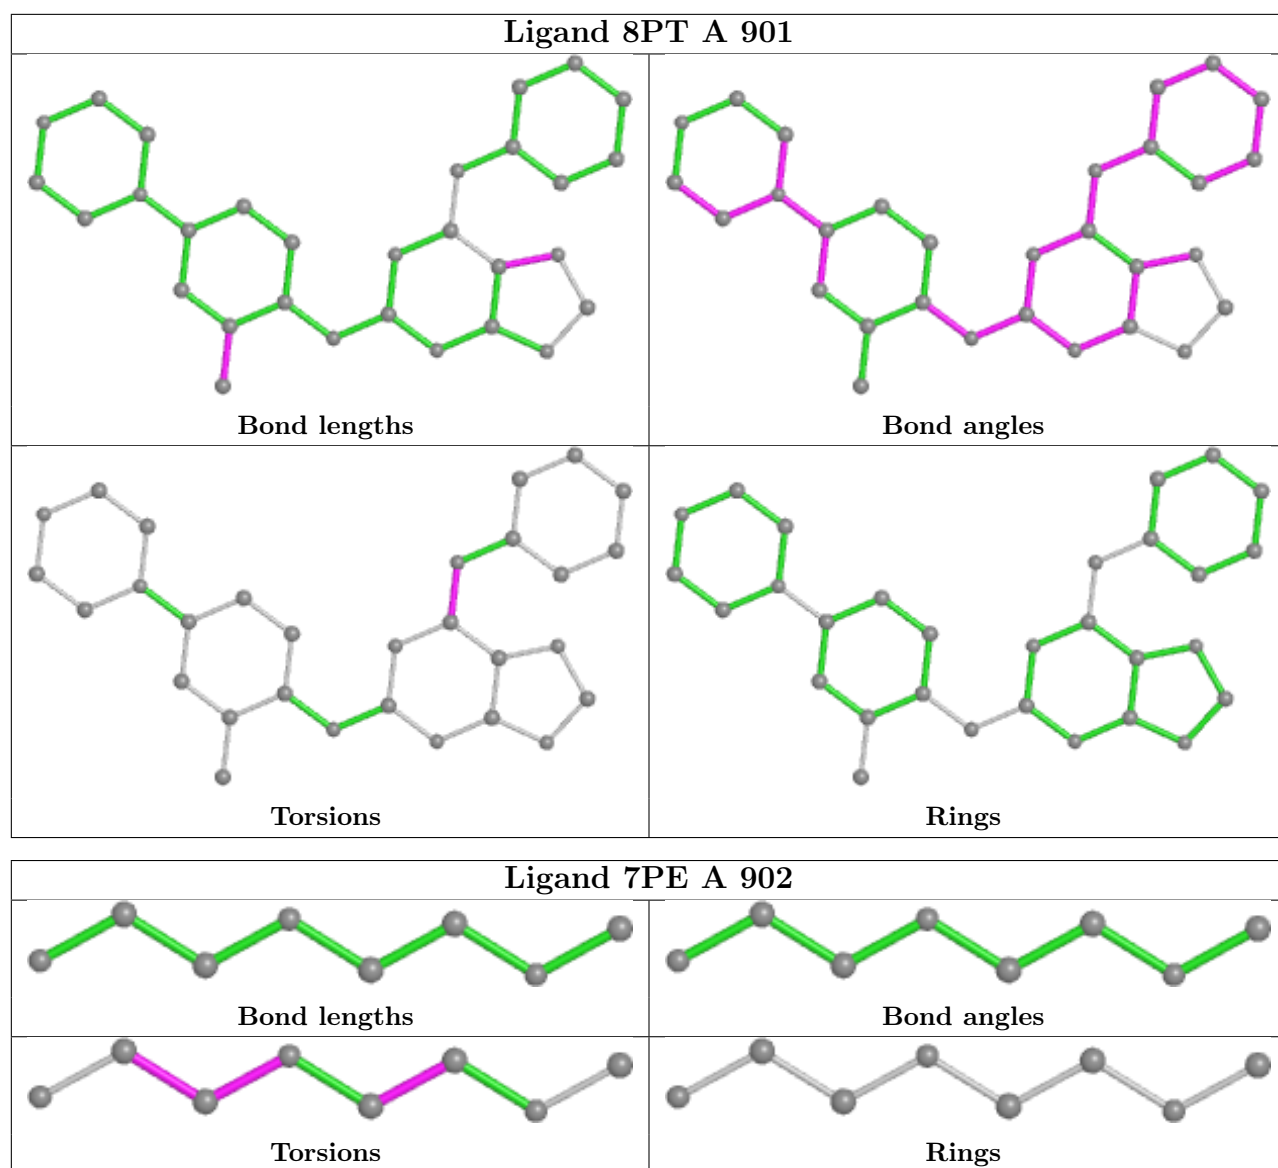 Ligand 8PT A 901
Bond lengths
Bond angles
Torsions
Rings
Ligand 7PE A 902
Bond lengths
Bond angles
Torsions
Rings